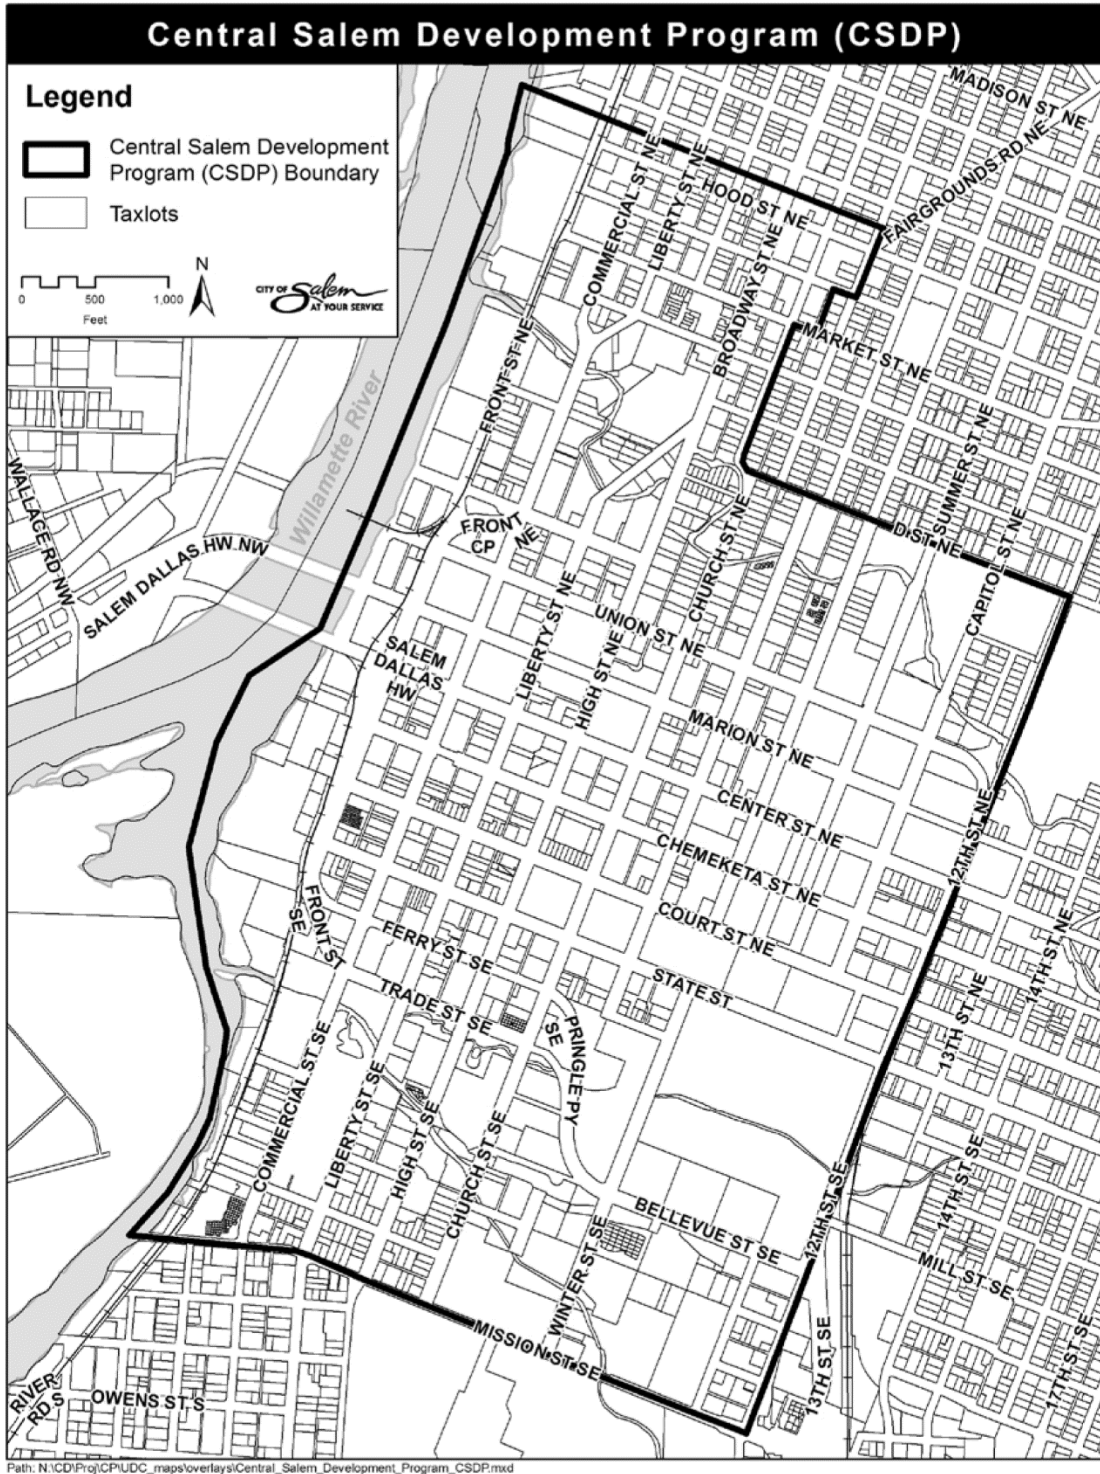 Central Salem Development Program (CSDP)
Legend
Central Salem Development
Program (CSDP) Boundary
Taxlots
0 500 1,000
Feet
N
CITY OF Salem
AT YOUR SERVICE
MADISON ST NE
FAIRGROUNDS RD NE
COMMERCIAL ST NE
LIBERTY ST NE
HOOD ST NE
BROADWAY ST NE
MARKET ST NE
FRONT ST NE
Willamette River
WALLACE RD NW
SALEM DALLAS HW NW
SUMMER ST NE
D ST NE
CAPITOL ST NE
FRONT
CP
NE
CHURCH ST NE
UNION ST NE
LIBERTY ST NE
HIGH ST NE
SALEM
DALLAS
HW
MARION ST NE
CENTER ST NE
12TH ST NE
CHEMEKETA ST NE
COURT ST NE
STATE ST
FRONT ST
SE
FERRY ST SE
TRADE ST SE
PRINGLE PY
SE
14TH ST NE
13TH ST NE
COMMERCIAL ST SE
LIBERTY ST SE
HIGH ST SE
CHURCH ST SE
WINTER ST SE
BELLEVUE ST SE
12TH ST SE
14TH ST SE
MILL ST SE
MISSION ST SE
13TH ST SE
17TH ST SE
RIVER
RD S
OWENS ST S
Path: N:\CD\Proj\CP\UDC_maps\overlays\Central_Salem_Development_Program_CSDP.mxd